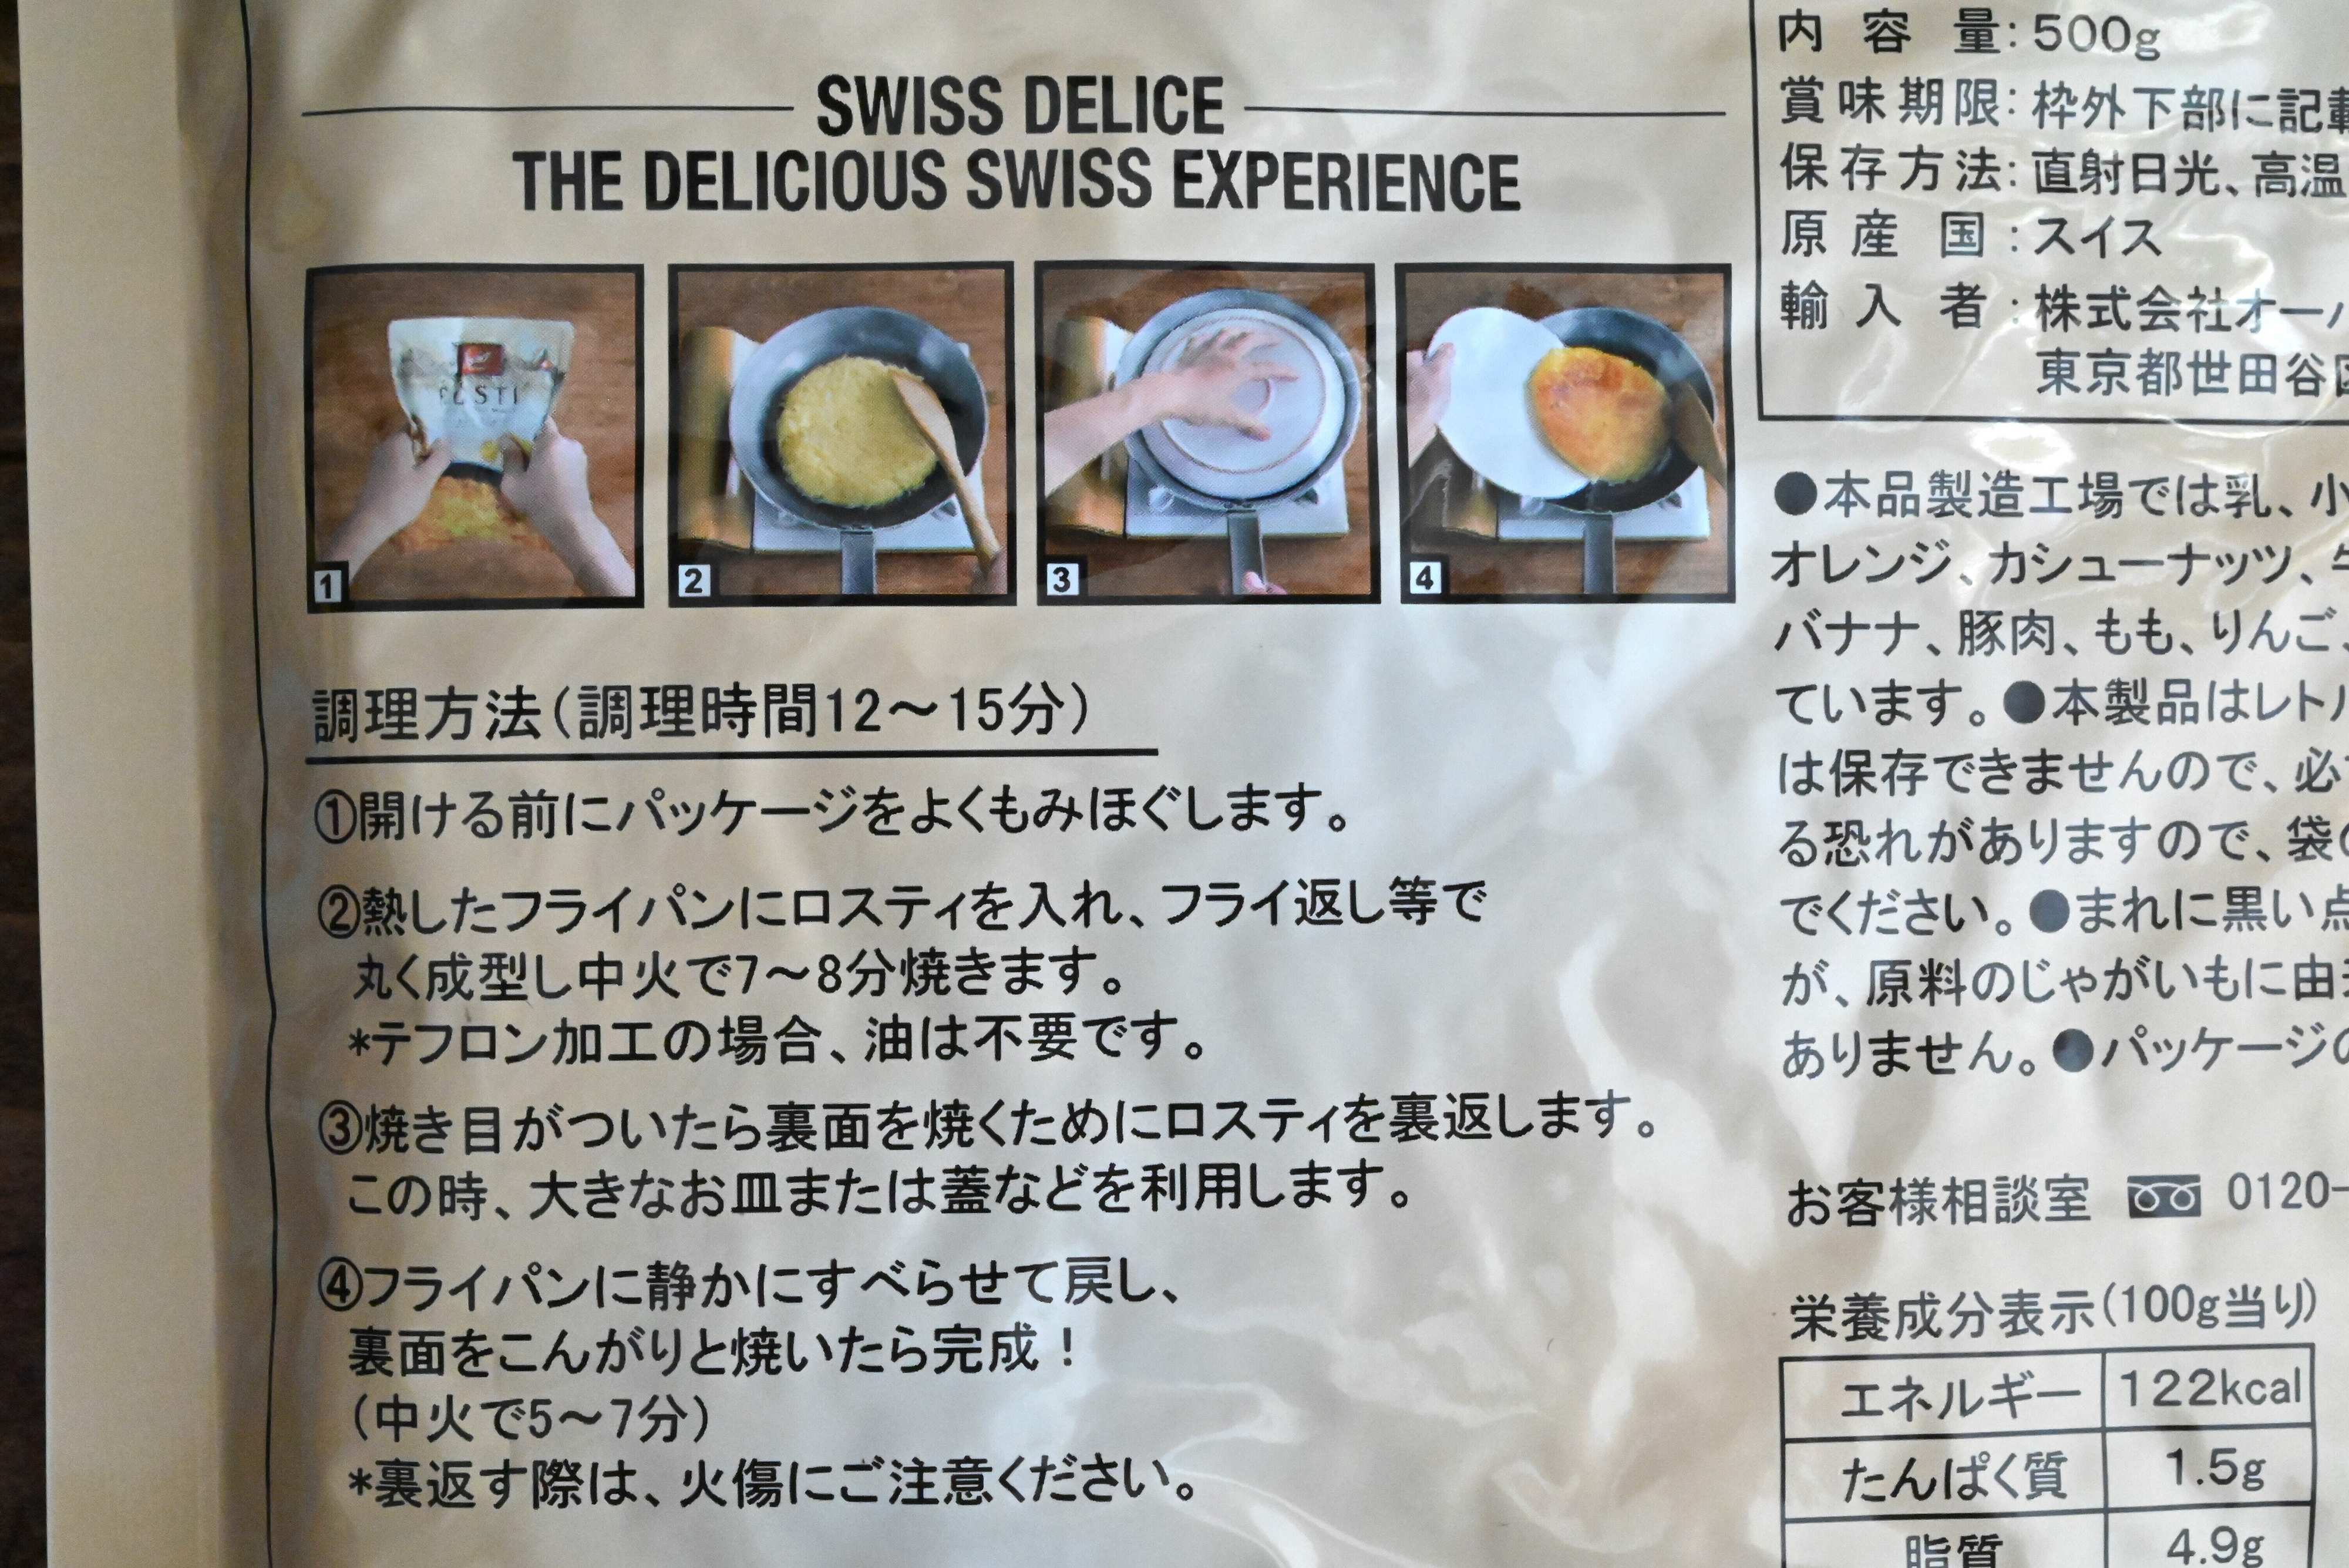 SWISS DELICE
THE DELICIOUS SWISS EXPERIENCE
RÖSTI
1
2
3
4
調理方法(調理時間12～15分)
①開ける前にパッケージをよくもみほぐします。
②熱したフライパンにロスティを入れ、フライ返し等で
丸く成型し中火で7～8分焼きます。
*テフロン加工の場合、油は不要です。
③焼き目がついたら裏面を焼くためにロスティを裏返します。
この時、大きなお皿または蓋などを利用します。
④フライパンに静かにすべらせて戻し、
裏面をこんがりと焼いたら完成！
(中火で5～7分)
*裏返す際は、火傷にご注意ください。
内容量:500g
賞味期限:枠外下部に記載
保存方法:直射日光、高温
原産国:スイス
輸入者:株式会社オー
東京都世田谷区
●本品製造工場では乳、小
オレンジ、カシューナッツ、
バナナ、豚肉、もも、りんご、
ています。●本製品はレト
は保存できませんので、必
る恐れがありますので、袋
でください。●まれに黒い点
が、原料のじゃがいもに由
ありません。●パッケージの
お客様相談室 0120-
栄養成分表示(100g当り)
エネルギー 122kcal
たんぱく質 1.5g
脂質 4.9g